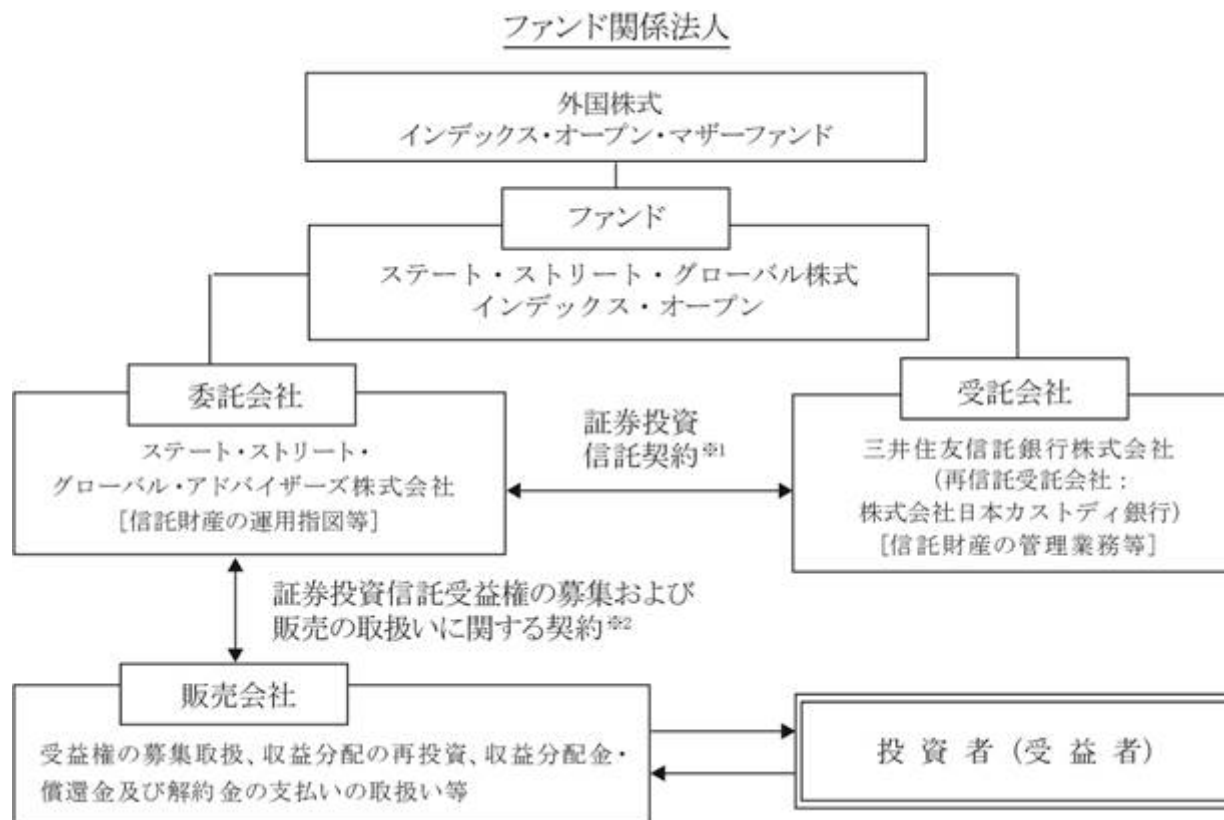 ファンド関係法人
外国株式
インデックス・オープン・マザーファンド
ファンド
ステート・ストリート・グローバル株式
インデックス・オープン
委託会社
ステート・ストリート・
グローバル・アドバイザーズ株式会社
[信託財産の運用指図等]
証券投資
信託契約※1
受託会社
三井住友信託銀行株式会社
(再信託受託会社:
株式会社日本カストディ銀行)
[信託財産の管理業務等]
証券投資信託受益権の募集および
販売の取扱いに関する契約※2
販売会社
受益権の募集取扱、収益分配の再投資、収益分配金・
償還金及び解約金の支払いの取扱い等
投資者(受益者)